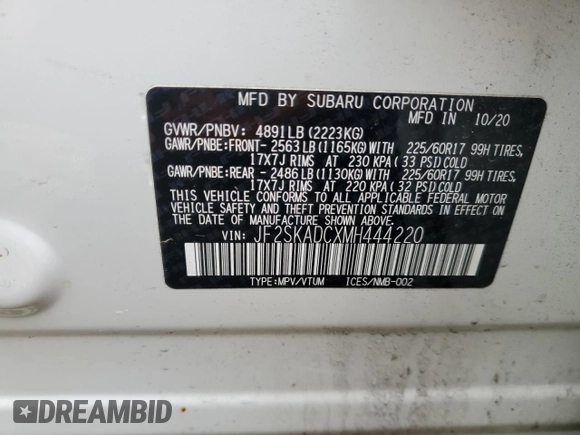 MFD BY SUBARU CORPORATION
MFD IN 10/20
GVWR/PNBV: 4891LB (2223KG)
GAWR/PNBE:FRONT-2563LB(1165KG)WITH 225/60R17 99H TIRES,
17X7J RIMS AT 230 KPA(33 PSI)COLD
GAWR/PNBE:REAR-2486LB(1130KG)WITH 225/60R17 99H TIRES,
17X7J RIMS AT 220 KPA(32 PSI)COLD
THIS VEHICLE CONFORMS TO ALL APPLICABLE FEDERAL MOTOR
VEHICLE SAFETY AND THEFT PREVENTION STANDARDS IN EFFECT
ON THE DATE OF MANUFACTURE SHOWN ABOVE.
VIN: JF2SKADCXMH444220
TYPE:MPV/VTUM ICES/NMB-002
DREAMBID